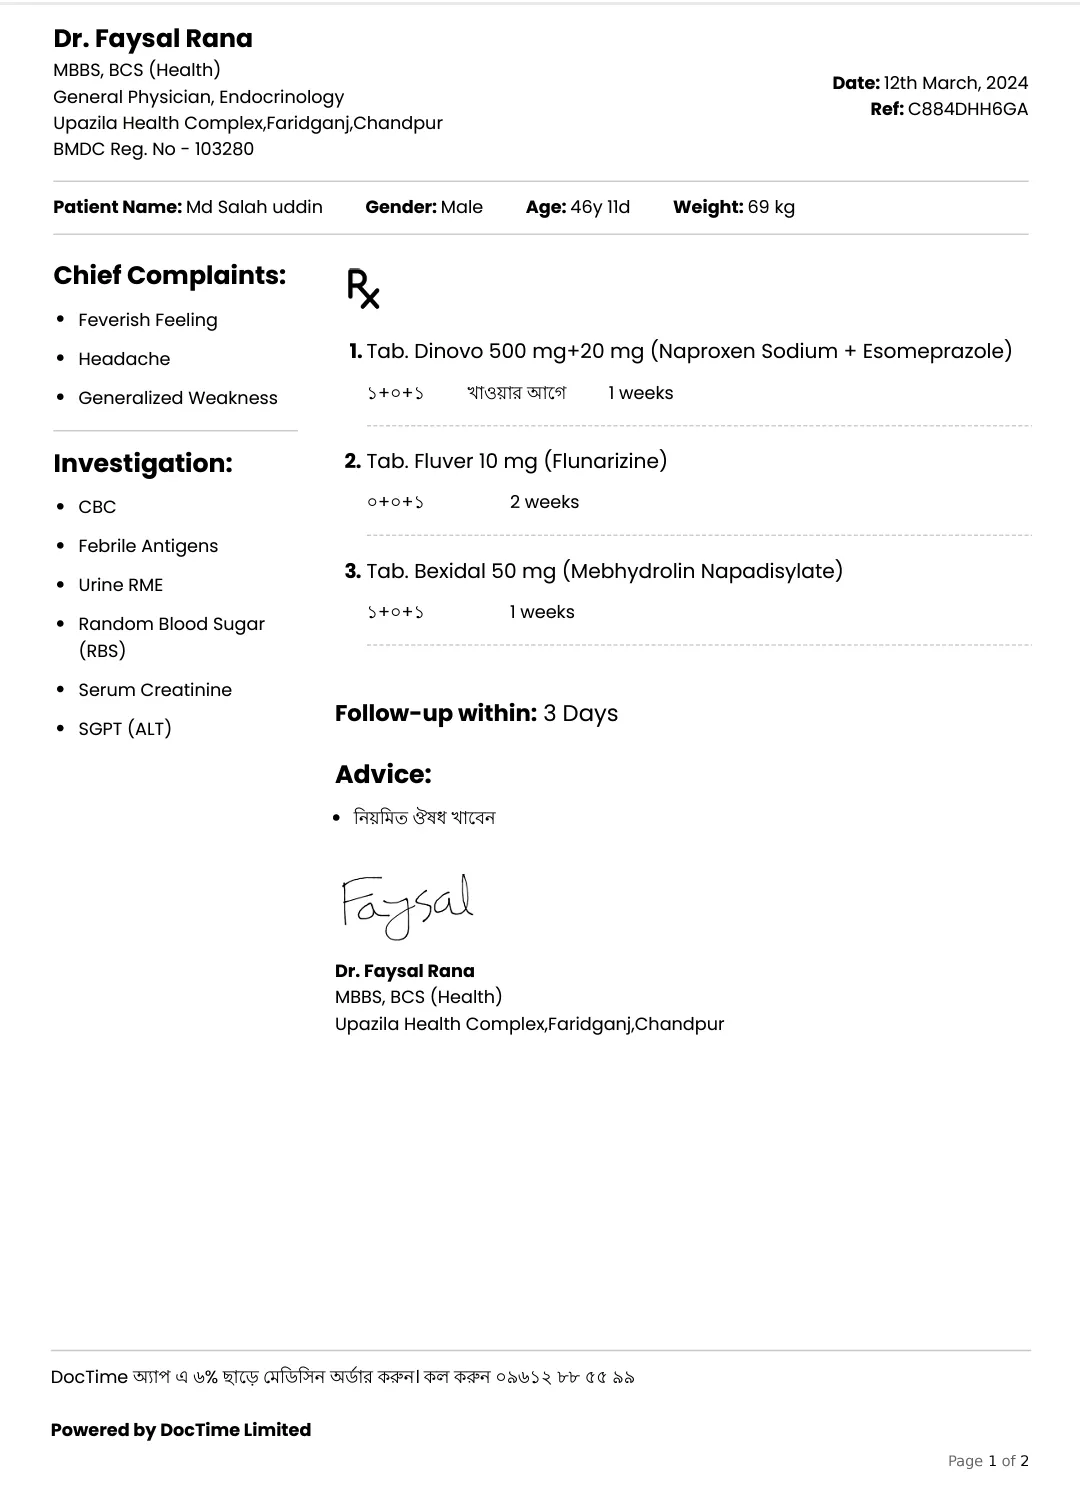 Dr. Faysal Rana
MBBS, BCS (Health)
General Physician, Endocrinology
Upazila Health Complex,Faridganj,Chandpur
BMDC Reg. No - 103280
Date: 12th March, 2024
Ref: C884DHH6GA
Patient Name: Md Salah uddin Gender: Male Age: 46y 11d Weight: 69 kg
Chief Complaints:
• Feverish Feeling
• Headache
• Generalized Weakness
Investigation:
• CBC
• Febrile Antigens
• Urine RME
• Random Blood Sugar
(RBS)
• Serum Creatinine
• SGPT (ALT)
Rx
1. Tab. Dinovo 500 mg+20 mg (Naproxen Sodium + Esomeprazole)
১+০+১ খাওয়ার আগে 1 weeks
2. Tab. Fluver 10 mg (Flunarizine)
০+০+১ 2 weeks
3. Tab. Bexidal 50 mg (Mebhydrolin Napadisylate)
১+০+১ 1 weeks
Follow-up within: 3 Days
Advice:
• নিয়মিত ঔষধ খাবেন
Faysal
Dr. Faysal Rana
MBBS, BCS (Health)
Upazila Health Complex,Faridganj,Chandpur
DocTime অ্যাপ এ ৬% ছাড়ে মেডিসিন অর্ডার করুন। কল করুন ০৯৬১২ ৮৮ ৫৫ ৯৯
Powered by DocTime Limited
Page 1 of 2